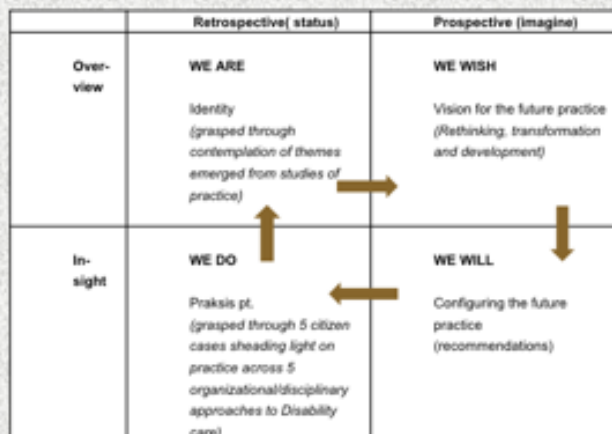 Retrospective( status) Prospective (imagine)
Over-
view
WE ARE
Identity
(grasped through
contemplation of themes
emerged from studies of
practice)
WE WISH
Vision for the future practice
(Rethinking, transformation
and development)
In-
sight
WE DO
Praksis pt.
(grasped through 5 citizen
cases sheading light on
practice across 5
organizational/disciplinary
approaches to Disability
care)
WE WILL
Configuring the future
practice
(recommendations)